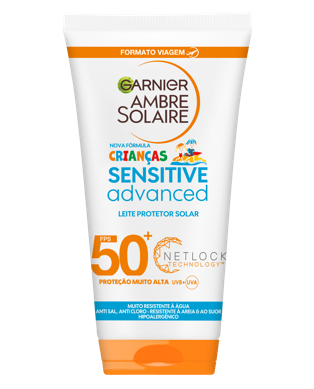 FORMATO VIAGEM
GARNIER
AMBRE
SOLAIRE
NOVA FÓRMULA
CRIANÇAS
SENSITIVE
advanced
LEITE PROTETOR SOLAR
FPS
50+
NETLOCK
TECHNOLOGY™
PROTEÇÃO MUITO ALTA UVB+UVA
MUITO RESISTENTE À ÁGUA
ANTI SAL, ANTI CLORO - RESISTENTE À AREIA & AO SUOR
HIPOALERGÉNICO